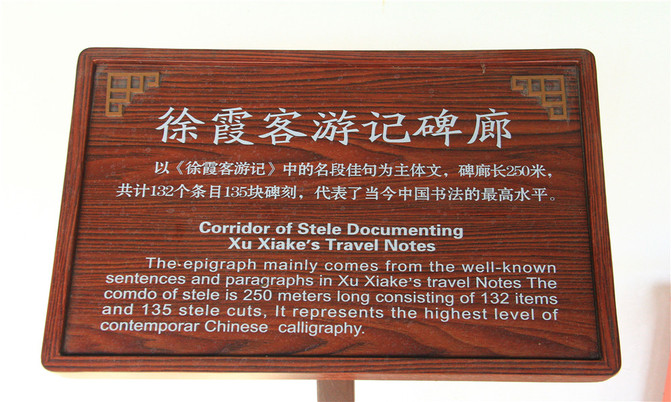 徐霞客游记碑廊
以《徐霞客游记》中的名段佳句为主体文，碑廊长250米，
共计132个条目135块碑刻，代表了当今中国书法的最高水平。
Corridor of Stele Documenting
Xu Xiake's Travel Notes
The epigraph mainly comes from the well-known
sentences and paragraphs in Xu Xiake's travel Notes The
comdo of stele is 250 meters long consisting of 132 items
and 135 stele cuts, It represents the highest level of
contemporar Chinese calligraphy.